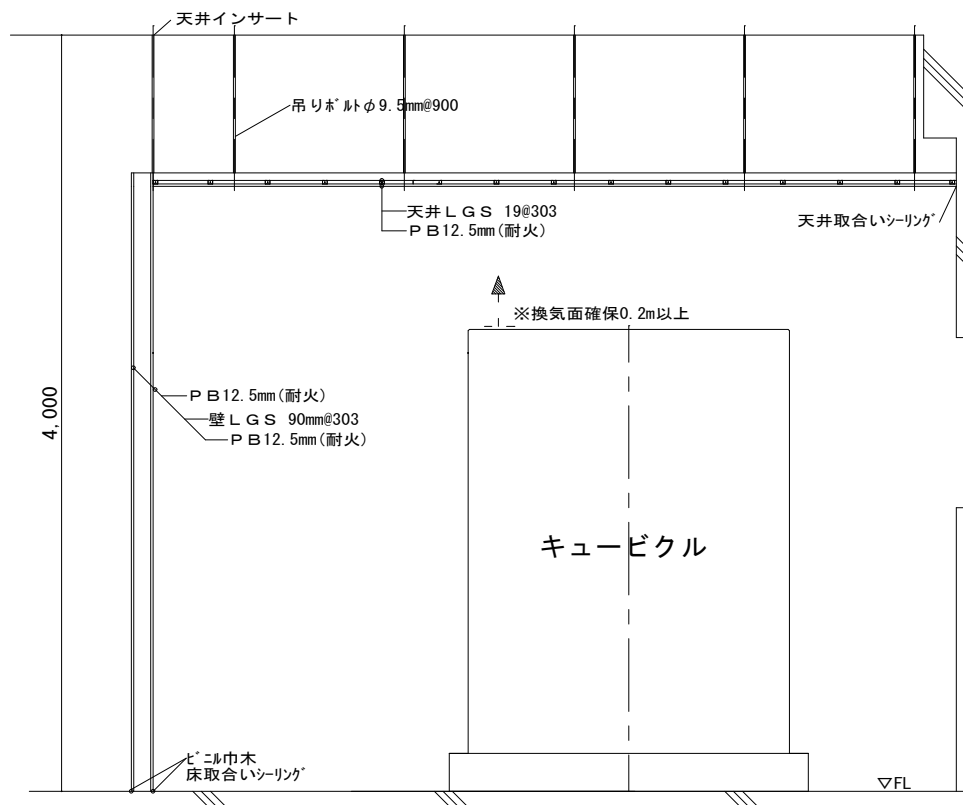 天井インサート
吊りﾎﾞﾙﾄφ9.5mm@900
天井ＬＧＳ 19@303
ＰＢ12.5mm(耐火)
天井取合いｼｰﾘﾝｸﾞ
※換気面確保0.2m以上
4,000
ＰＢ12.5mm(耐火)
壁ＬＧＳ 90mm@303
ＰＢ12.5mm(耐火)
キュービクル
ﾋﾞﾆﾙ巾木
床取合いｼｰﾘﾝｸﾞ
▽FL